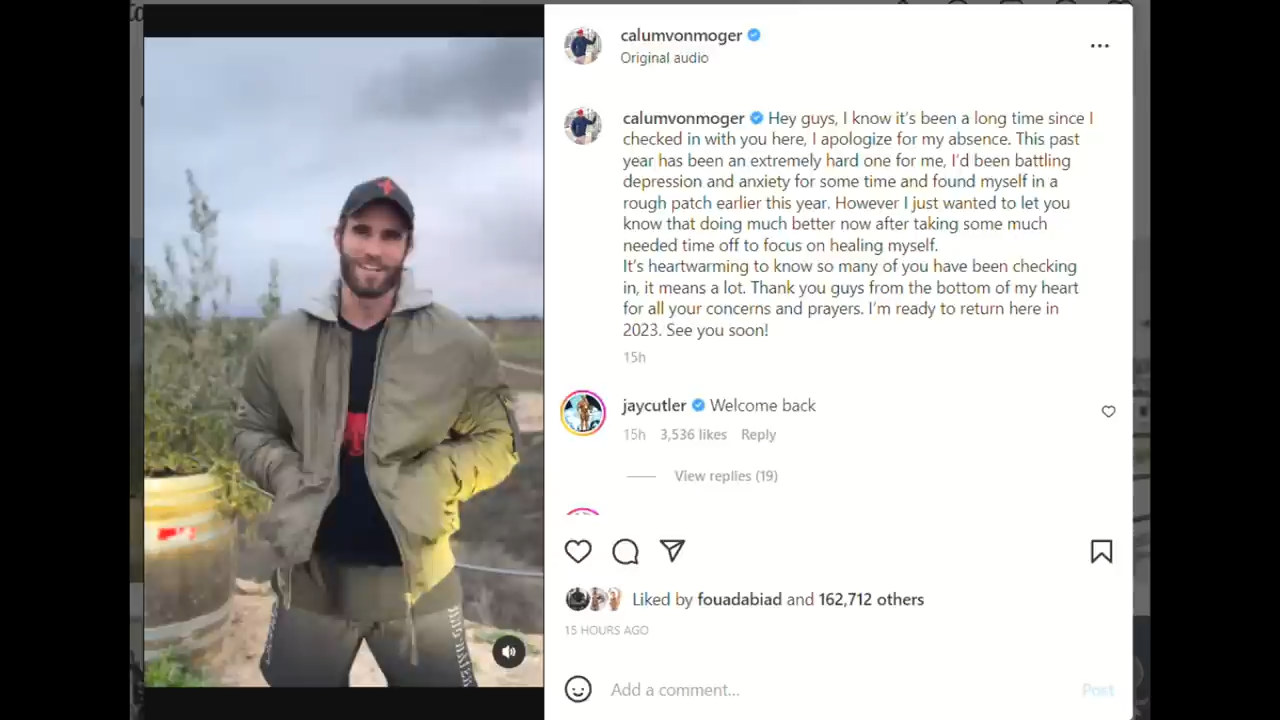 calumvonmoger
Original audio
calumvonmoger Hey guys, I know it's been a long time since I
checked in with you here, I apologize for my absence. This past
year has been an extremely hard one for me, I'd been battling
depression and anxiety for some time and found myself in a
rough patch earlier this year. However I just wanted to let you
know that doing much better now after taking some much
needed time off to focus on healing myself.
It's heartwarming to know so many of you have been checking
in, it means a lot. Thank you guys from the bottom of my heart
for all your concerns and prayers. I'm ready to return here in
2023. See you soon!
15h
jaycutler Welcome back
15h 3,536 likes Reply
View replies (19)
Liked by fouadabiad and 162,712 others
15 HOURS AGO
Add a comment... Post